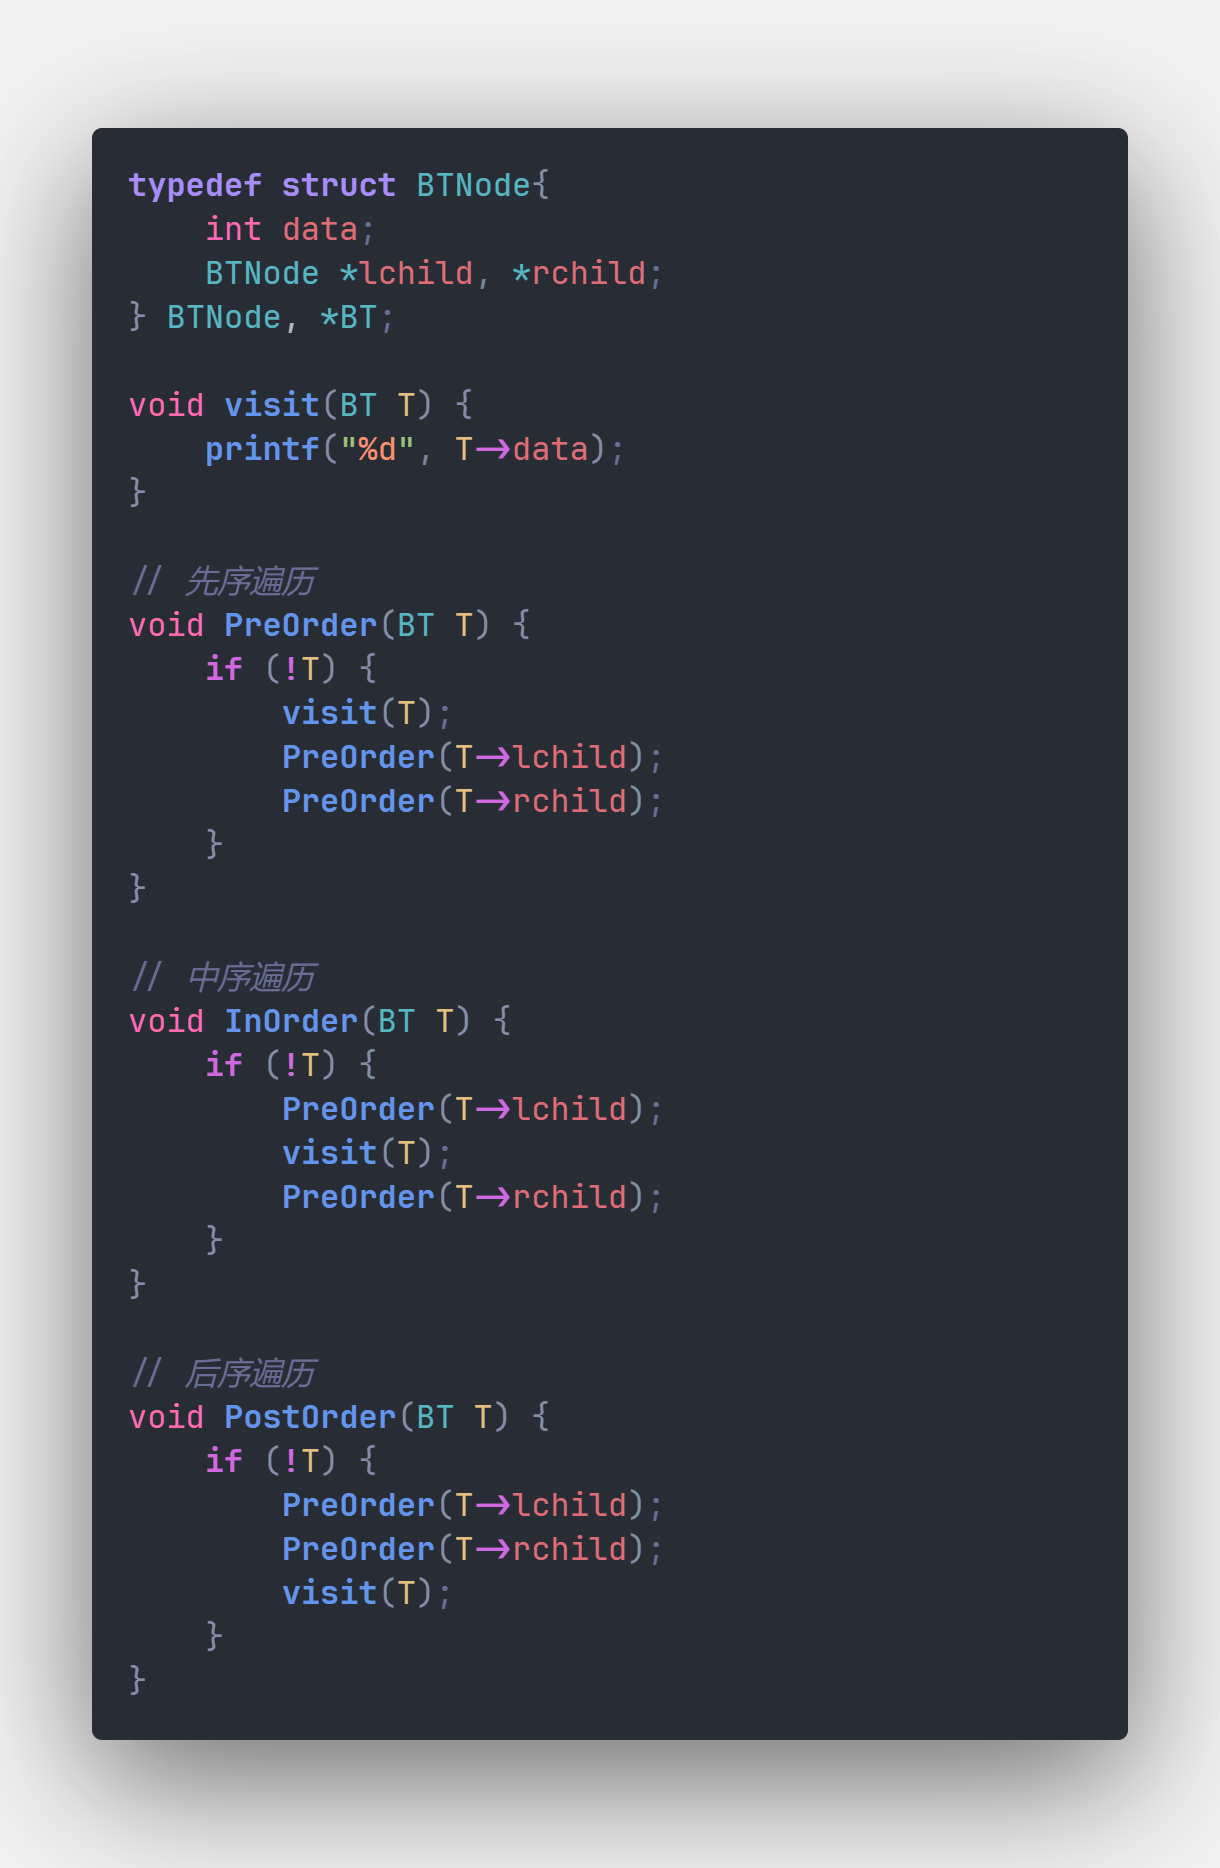 typedef struct BTNode{
    int data;
    BTNode *lchild, *rchild;
} BTNode, *BT;

void visit(BT T) {
    printf("%d", T->data);
}

// 先序遍历
void PreOrder(BT T) {
    if (!T) {
        visit(T);
        PreOrder(T->lchild);
        PreOrder(T->rchild);
    }
}

// 中序遍历
void InOrder(BT T) {
    if (!T) {
        PreOrder(T->lchild);
        visit(T);
        PreOrder(T->rchild);
    }
}

// 后序遍历
void PostOrder(BT T) {
    if (!T) {
        PreOrder(T->lchild);
        PreOrder(T->rchild);
        visit(T);
    }
}